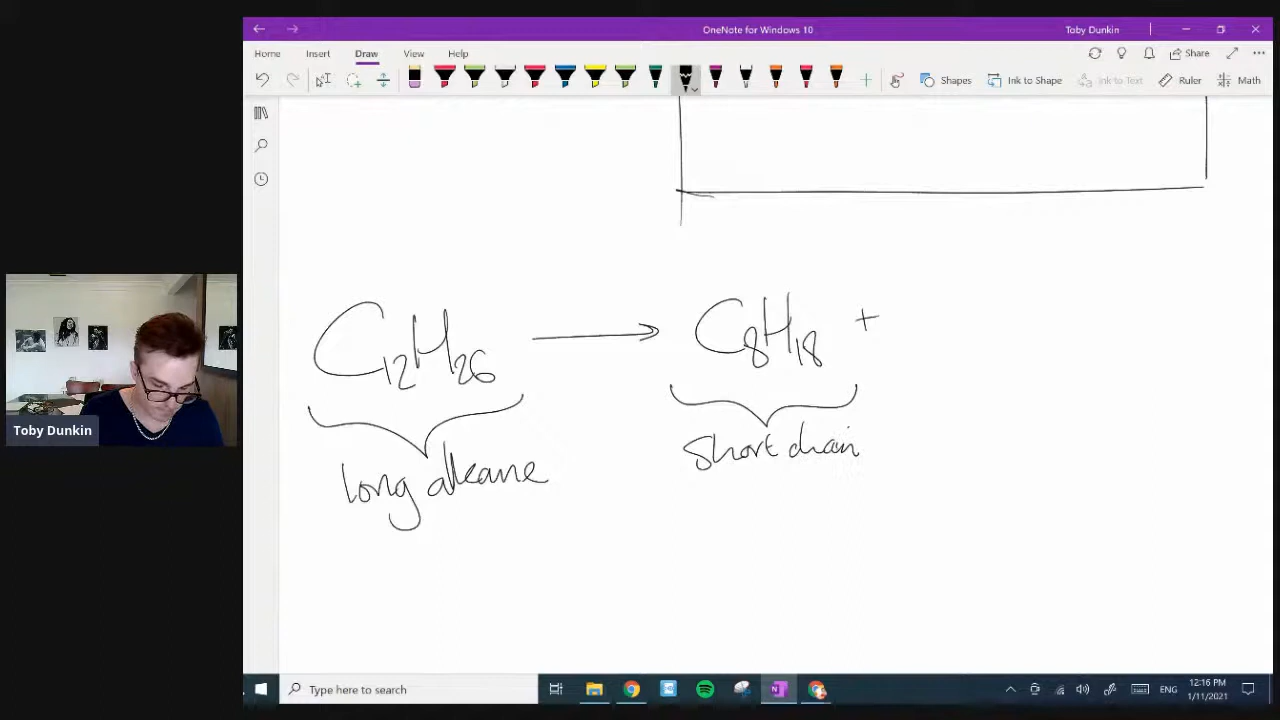 OneNote for Windows 10
Toby Dunkin
Home Insert Draw View Help
Share
Shapes Ink to Shape Ink to Text Ruler Math
C₁₂H₂₆ → C₈H₁₈ +
long alkane
short chain
Toby Dunkin
Type here to search
ENG
12:16 PM
1/11/2021